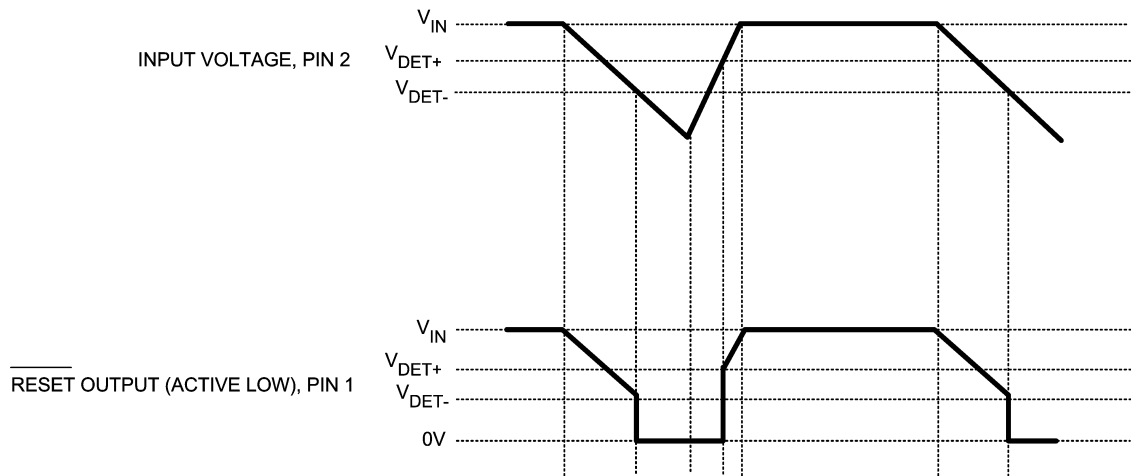 V_IN
INPUT VOLTAGE, PIN 2
V_DET+
V_DET-
V_IN
V_DET+
RESET OUTPUT (ACTIVE LOW), PIN 1
V_DET-
0V